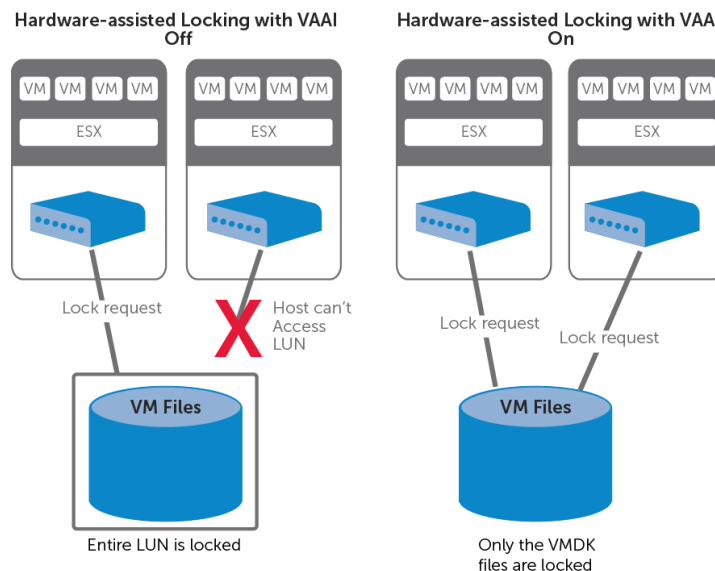 Hardware-assisted Locking with VAAI
Off
VM VM VM VM
ESX
VM VM VM VM
ESX
Lock request
Host can't
Access
LUN
VM Files
Entire LUN is locked
Hardware-assisted Locking with VAA
On
VM VM VM VM
ESX
VM VM VM VM
ESX
Lock request
Lock request
VM Files
Only the VMDK
files are locked